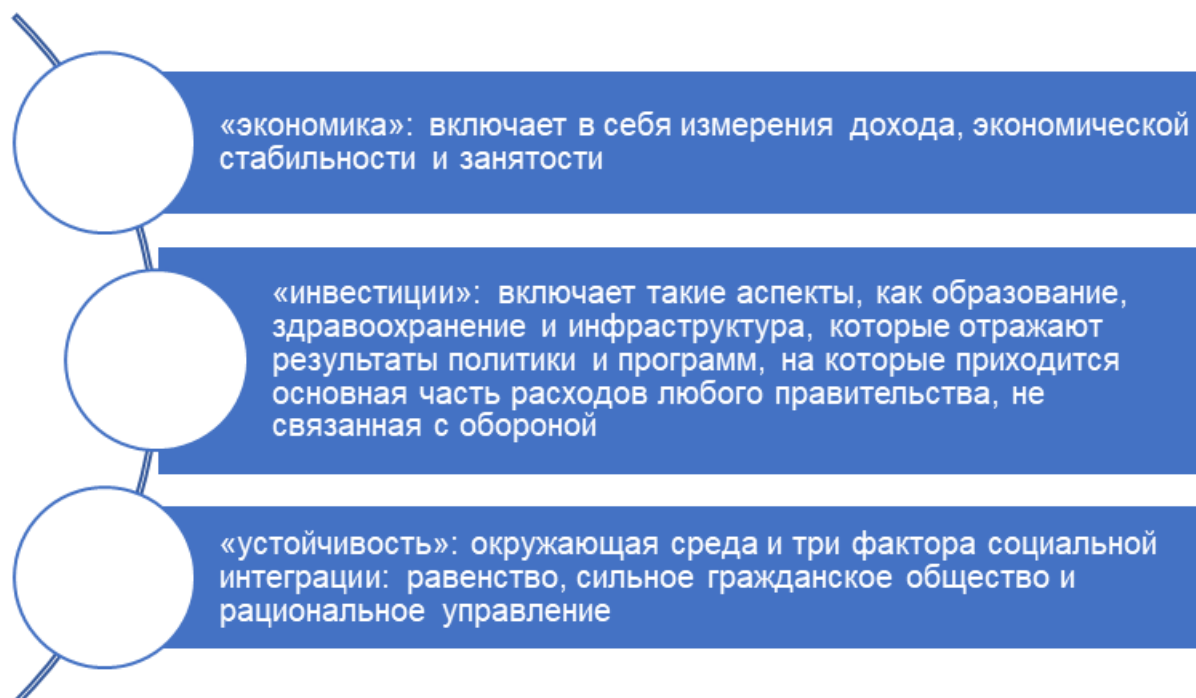 «экономика»: включает в себя измерения дохода, экономической
стабильности и занятости
«инвестиции»: включает такие аспекты, как образование,
здравоохранение и инфраструктура, которые отражают
результаты политики и программ, на которые приходится
основная часть расходов любого правительства, не
связанная с обороной
«устойчивость»: окружающая среда и три фактора социальной
интеграции: равенство, сильное гражданское общество и
рациональное управление